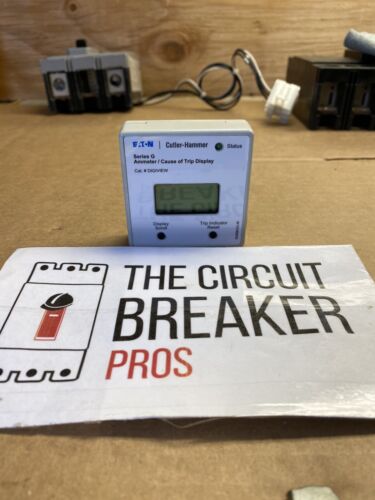 EATON Cutler-Hammer Status
Series G
Ammeter / Cause of Trip Display
Cat. # DIGIVIEW
Display Scroll
Trip Indicator Reset
THE CIRCUIT
BREAKER
PROS